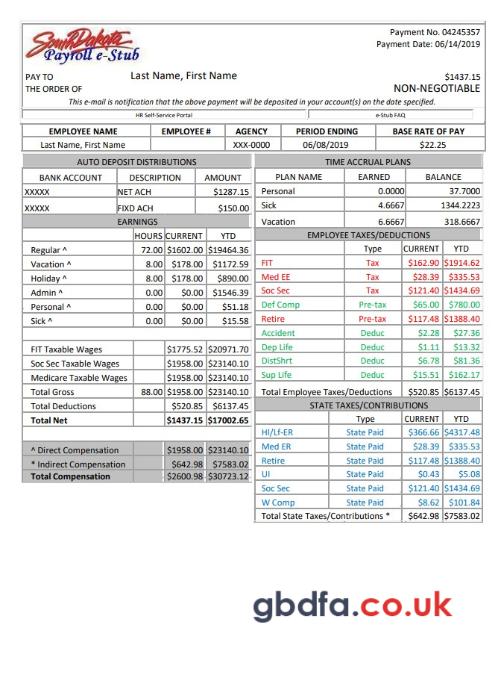 South Dakota
Payroll e-Stub
Payment No. 04245357
Payment Date: 06/14/2019
PAY TO Last Name, First Name $1437.15
THE ORDER OF NON-NEGOTIABLE
This e-mail is notification that the above payment will be deposited in your account(s) on the date specified.
HR Self-Service Portal e-Stub FAQ
EMPLOYEE NAME EMPLOYEE # AGENCY PERIOD ENDING BASE RATE OF PAY
Last Name, First Name XXX-0000 06/08/2019 $22.25
AUTO DEPOSIT DISTRIBUTIONS
BANK ACCOUNT DESCRIPTION AMOUNT
XXXXX NET ACH $1287.15
XXXXX FIXD ACH $150.00
EARNINGS
HOURS CURRENT YTD
Regular ^ 72.00 $1602.00 $19464.36
Vacation ^ 8.00 $178.00 $1172.59
Holiday ^ 8.00 $178.00 $890.00
Admin ^ 0.00 $0.00 $1546.39
Personal ^ 0.00 $0.00 $51.18
Sick ^ 0.00 $0.00 $15.58
FIT Taxable Wages $1775.52 $20971.70
Soc Sec Taxable Wages $1958.00 $23140.10
Medicare Taxable Wages $1958.00 $23140.10
Total Gross 88.00 $1958.00 $23140.10
Total Deductions $520.85 $6137.45
Total Net $1437.15 $17002.65
^ Direct Compensation $1958.00 $23140.10
* Indirect Compensation $642.98 $7583.02
Total Compensation $2600.98 $30723.12
TIME ACCRUAL PLANS
PLAN NAME EARNED BALANCE
Personal 0.0000 37.7000
Sick 4.6667 1344.2223
Vacation 6.6667 318.6667
EMPLOYEE TAXES/DEDUCTIONS
Type CURRENT YTD
FIT Tax $162.90 $1914.62
Med EE Tax $28.39 $335.53
Soc Sec Tax $121.40 $1434.69
Def Comp Pre-tax $65.00 $780.00
Retire Pre-tax $117.48 $1388.40
Accident Deduc $2.28 $27.36
Dep Life Deduc $1.11 $13.32
DistShrt Deduc $6.78 $81.36
Sup Life Deduc $15.51 $162.17
Total Employee Taxes/Deductions $520.85 $6137.45
STATE TAXES/CONTRIBUTIONS
Type CURRENT YTD
HI/Lf-ER State Paid $366.66 $4317.48
Med ER State Paid $28.39 $335.53
Retire State Paid $117.48 $1388.40
UI State Paid $0.43 $5.08
Soc Sec State Paid $121.40 $1434.69
W Comp State Paid $8.62 $101.84
Total State Taxes/Contributions * $642.98 $7583.02
gbdfa.co.uk